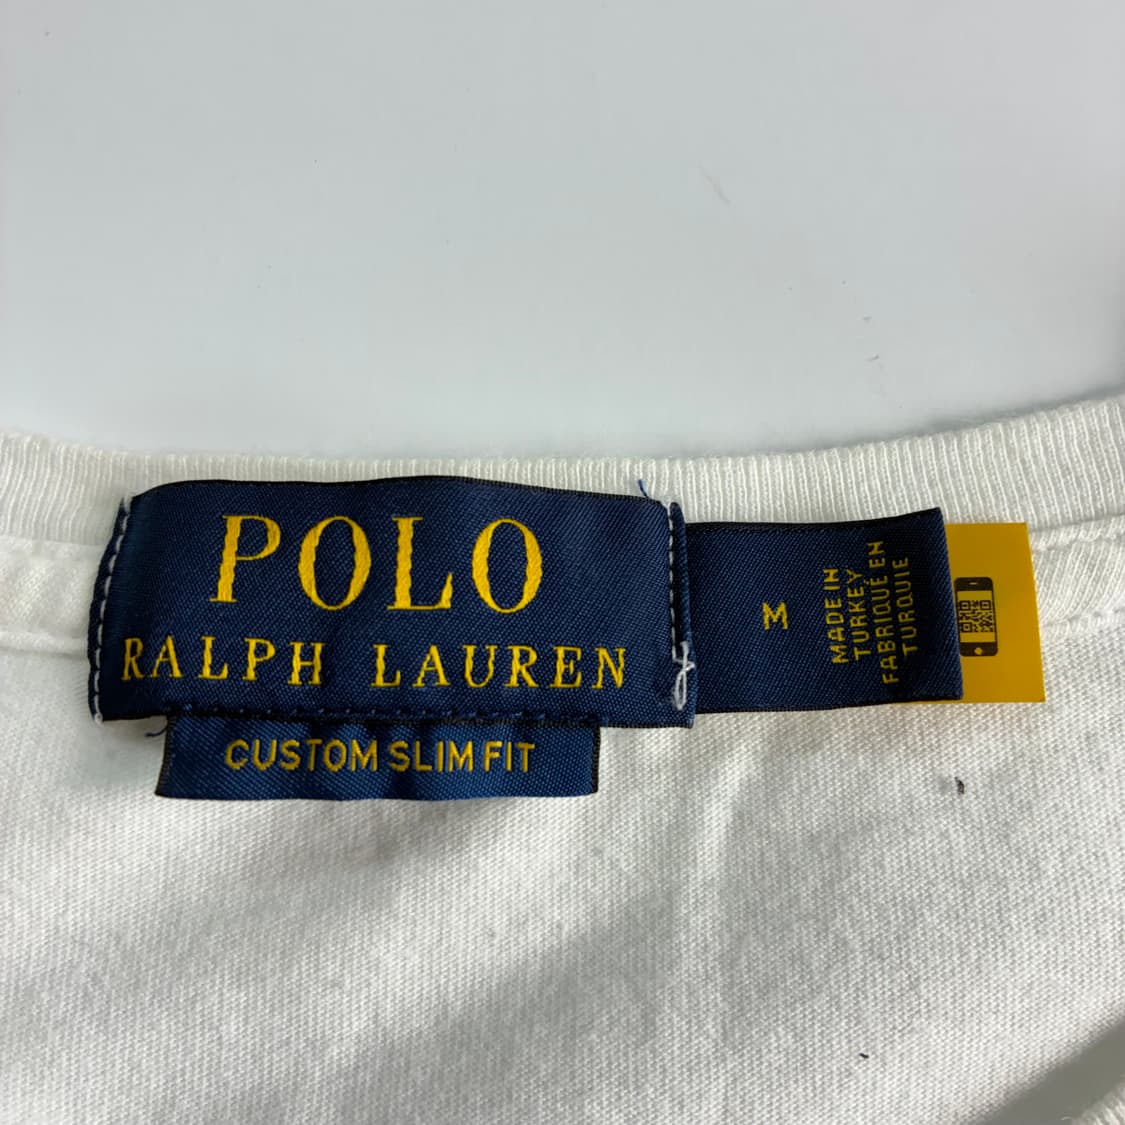 POLO
RALPH LAUREN
CUSTOM SLIM FIT
M
MADE IN
TURKEY
FABRIQUÉ EN
TURQUIE